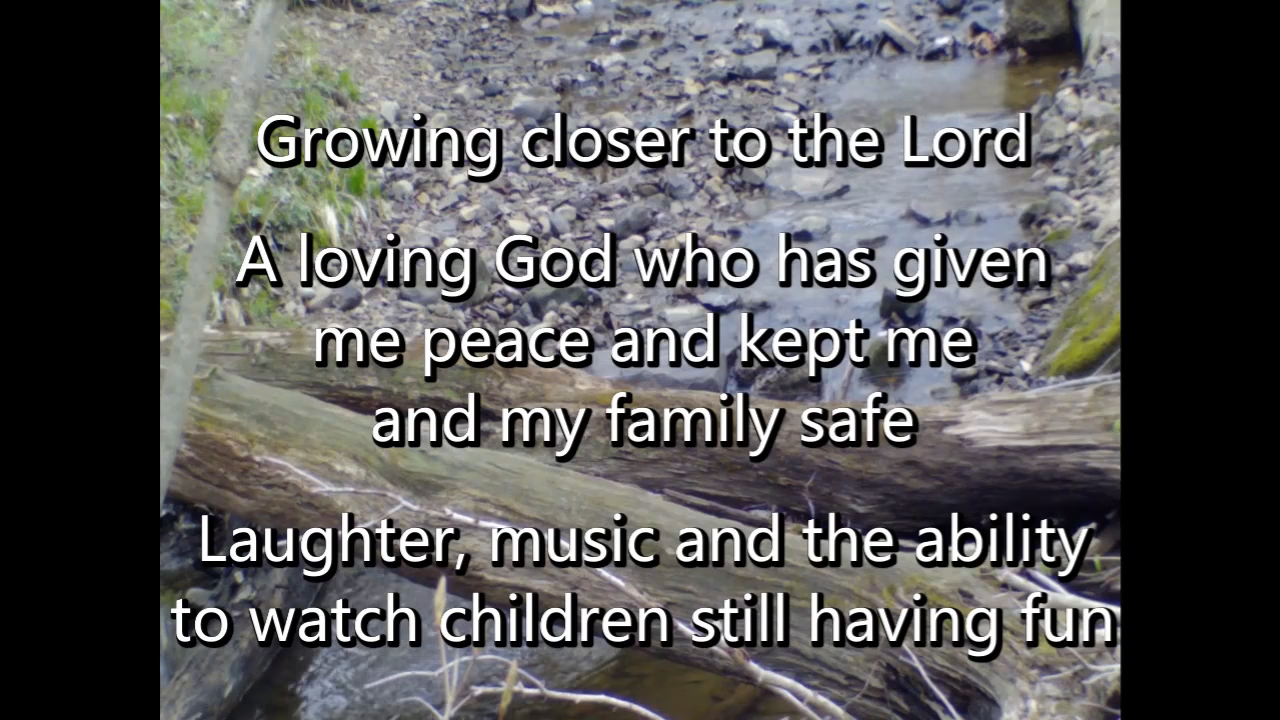 Growing closer to the Lord
A loving God who has given
me peace and kept me
and my family safe
Laughter, music and the ability
to watch children still having fun